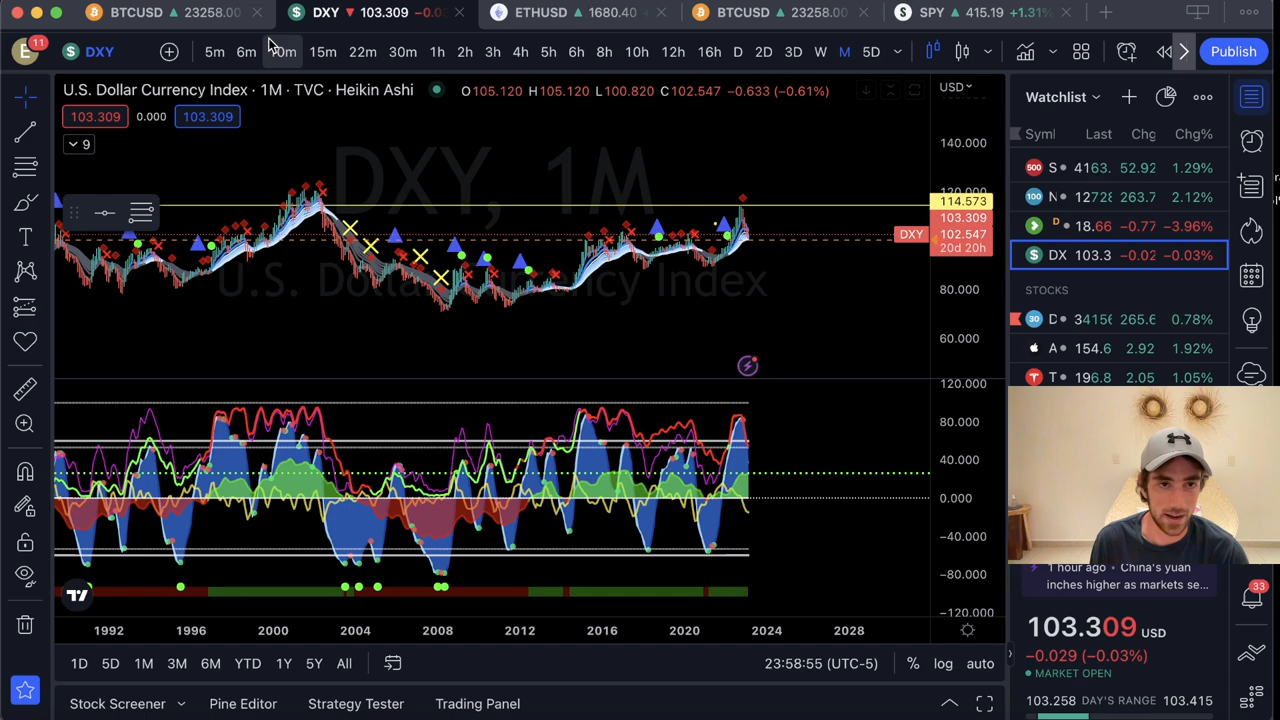 BTCUSD ▲ 23258.00
DXY ▼ 103.309 −0.0
ETHUSD ▲ 1680.40
BTCUSD ▲ 23258.00
SPY ▲ 415.19 +1.31%
E 11 $ DXY
5m 6m 10m 15m 22m 30m 1h 2h 3h 4h 5h 6h 8h 10h 12h 16h D 2D 3D W M 5D
Publish
U.S. Dollar Currency Index · 1M · TVC · Heikin Ashi
O105.120 H105.120 L100.820 C102.547 −0.633 (−0.61%)
USD
103.309 0.000 103.309
9
DXY, 1M
U.S. Dollar Currency Index
140.000
120.000
114.573
103.309
DXY 102.547
20d 20h
80.000
60.000
120.000
80.000
40.000
0.000
−40.000
−80.000
−120.000
1992 1996 2000 2004 2008 2012 2016 2020 2024 2028
1D 5D 1M 3M 6M YTD 1Y 5Y All
23:58:55 (UTC-5) % log auto
Stock Screener Pine Editor Strategy Tester Trading Panel
Watchlist
Syml Last Chg Chg%
500 S 4163. 52.92 1.29%
100 N 12728 263.7 2.12%
D 18.66 −0.77 −3.96%
$ DX 103.3 −0.02 −0.03%
STOCKS
30 D 34156 265.6 0.78%
A 154.6 2.92 1.92%
T 196.8 2.05 1.05%
1 hour ago · China's yuan
inches higher as markets se...
103.309 USD
−0.029 (−0.03%)
MARKET OPEN
103.258 DAY'S RANGE 103.415
33